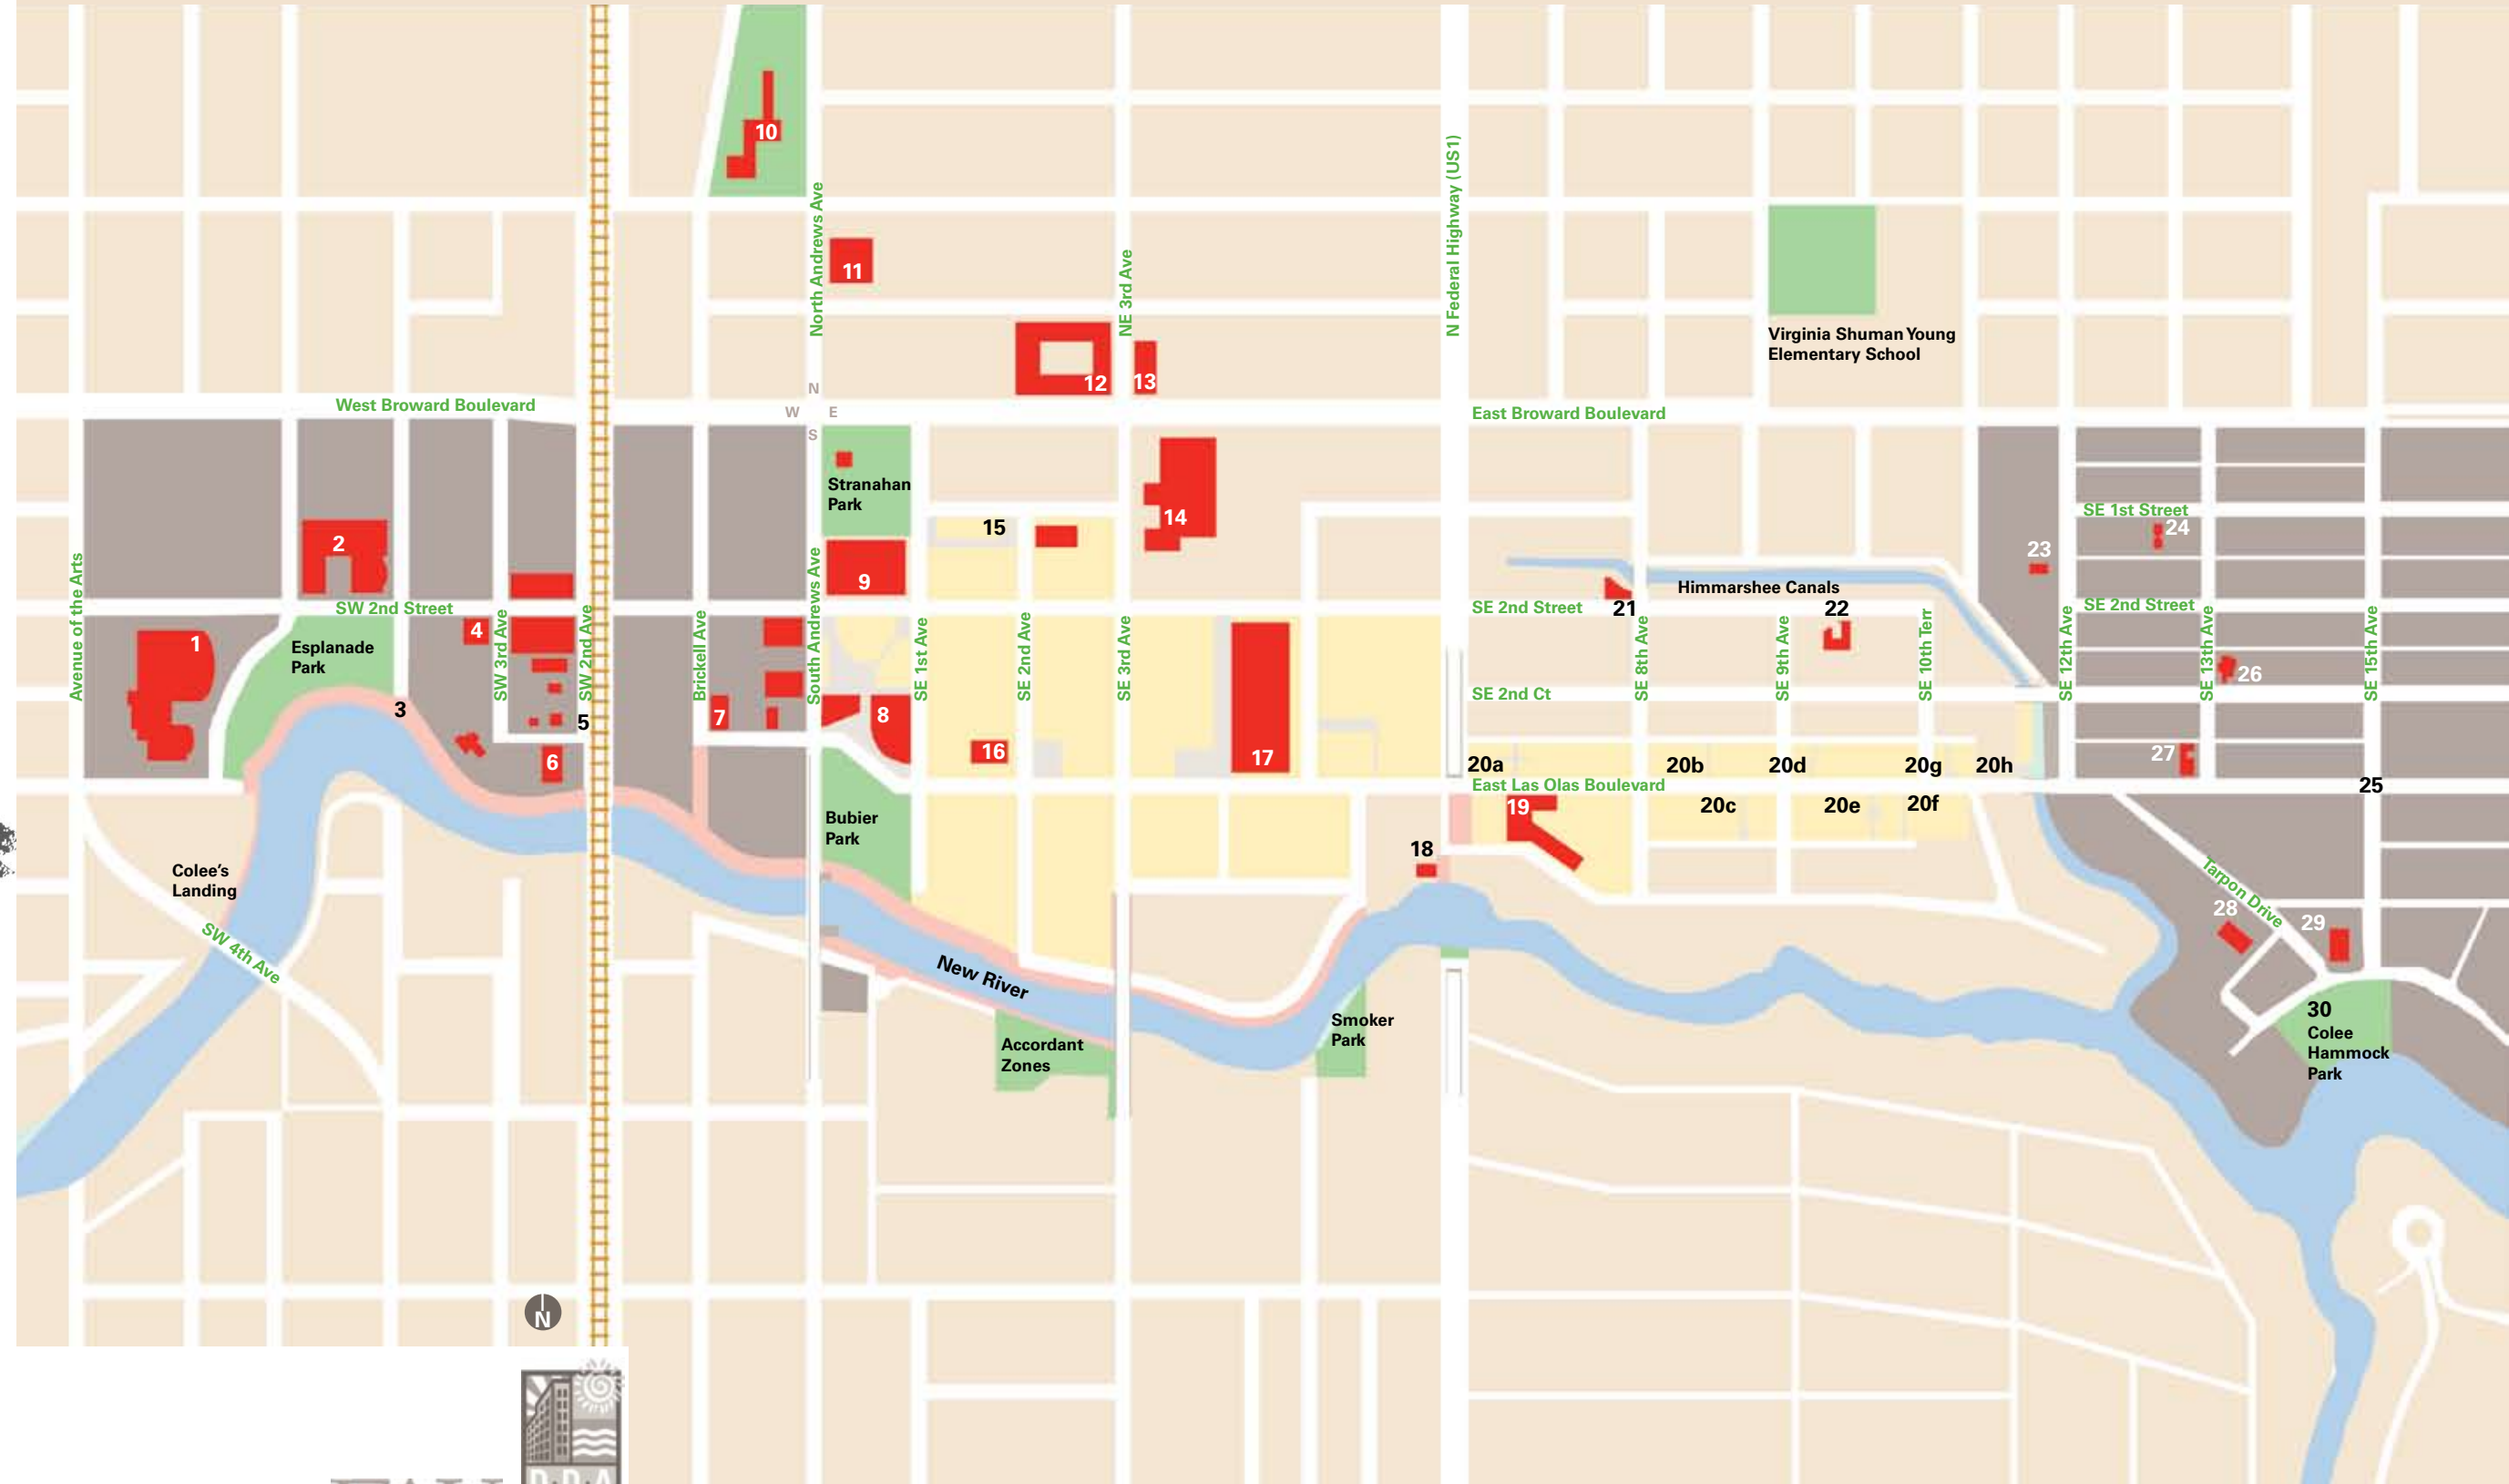 10
North Andrews Ave
N Federal Highway (US1)
11
NE 3rd Ave
Virginia Shuman Young
Elementary School
12
13
N
W
E
S
West Broward Boulevard
East Broward Boulevard
Stranahan
Park
14
15
SE 1st Street
24
2
23
9
Himmarshee Canals
SW 2nd Street
SE 2nd Street
21
22
SE 2nd Street
Avenue of the Arts
1
Esplanade
Park
4
SW 3rd Ave
SW 2nd Ave
Brickell Ave
South Andrews Ave
SE 1st Ave
SE 2nd Ave
SE 3rd Ave
SE 8th Ave
SE 9th Ave
SE 10th Terr
SE 12th Ave
SE 13th Ave
SE 15th Ave
26
SE 2nd Ct
3
5
7
8
6
16
17
27
20a
20b
20d
20g
20h
East Las Olas Boulevard
25
19
20c
20e
20f
Bubier
Park
18
Colee's
Landing
Tarpon Drive
28
29
SW 4th Ave
New River
Smoker
Park
Accordant
Zones
30
Colee
Hammock
Park
N
D·D·A